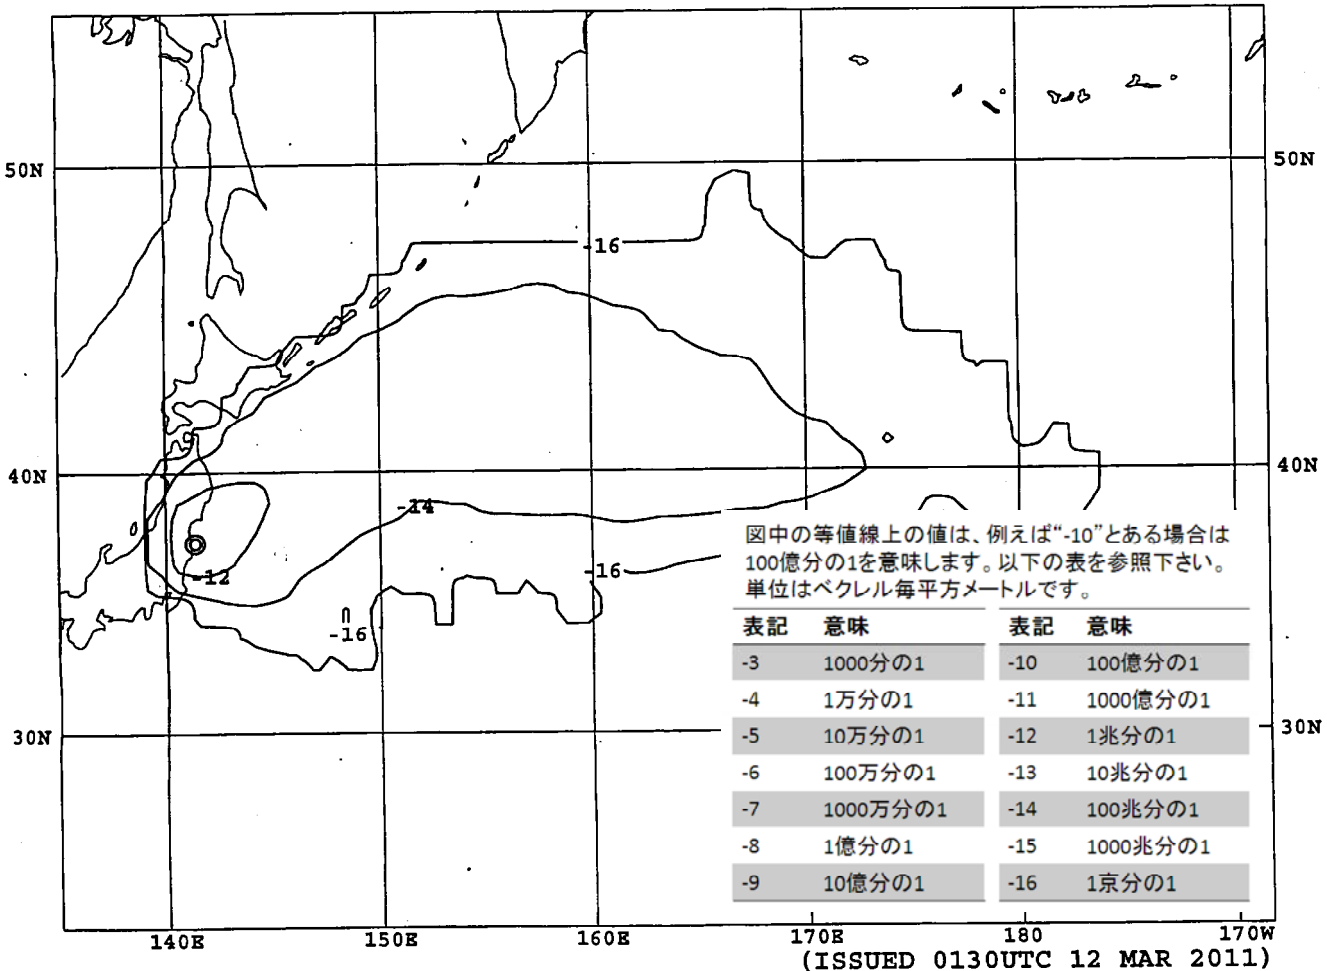 50N
50N
-16
40N
40N
-14
-12
-16
-16
図中の等値線上の値は、例えば“-10”とある場合は
100億分の1を意味します。以下の表を参照下さい。
単位はベクレル毎平方メートルです。
表記 意味 表記 意味
-3 1000分の1 -10 100億分の1
-4 1万分の1 -11 1000億分の1
-5 10万分の1 -12 1兆分の1
-6 100万分の1 -13 10兆分の1
-7 1000万分の1 -14 100兆分の1
-8 1億分の1 -15 1000兆分の1
-9 10億分の1 -16 1京分の1
30N
30N
140E 150E 160E 170E 180 170W
(ISSUED 0130UTC 12 MAR 2011)